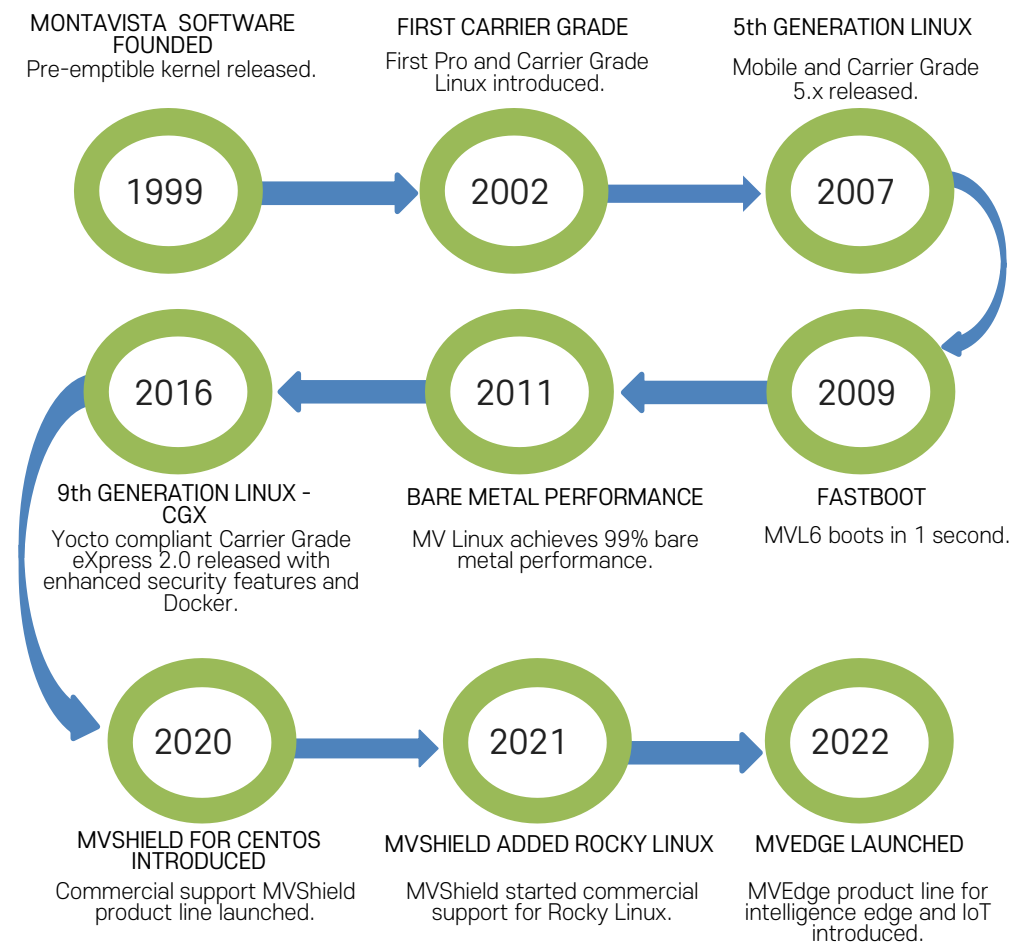 MONTAVISTA SOFTWARE
FOUNDED
Pre-emptible kernel released.
1999
FIRST CARRIER GRADE
First Pro and Carrier Grade
Linux introduced.
2002
5th GENERATION LINUX
Mobile and Carrier Grade
5.x released.
2007
2009
FASTBOOT
MVL6 boots in 1 second.
2011
BARE METAL PERFORMANCE
MV Linux achieves 99% bare
metal performance.
2016
9th GENERATION LINUX -
CGX
Yocto compliant Carrier Grade
eXpress 2.0 released with
enhanced security features and
Docker.
2020
MVSHIELD FOR CENTOS
INTRODUCED
Commercial support MVShield
product line launched.
2021
MVSHIELD ADDED ROCKY LINUX
MVShield started commercial
support for Rocky Linux.
2022
MVEDGE LAUNCHED
MVEdge product line for
intelligence edge and IoT
introduced.